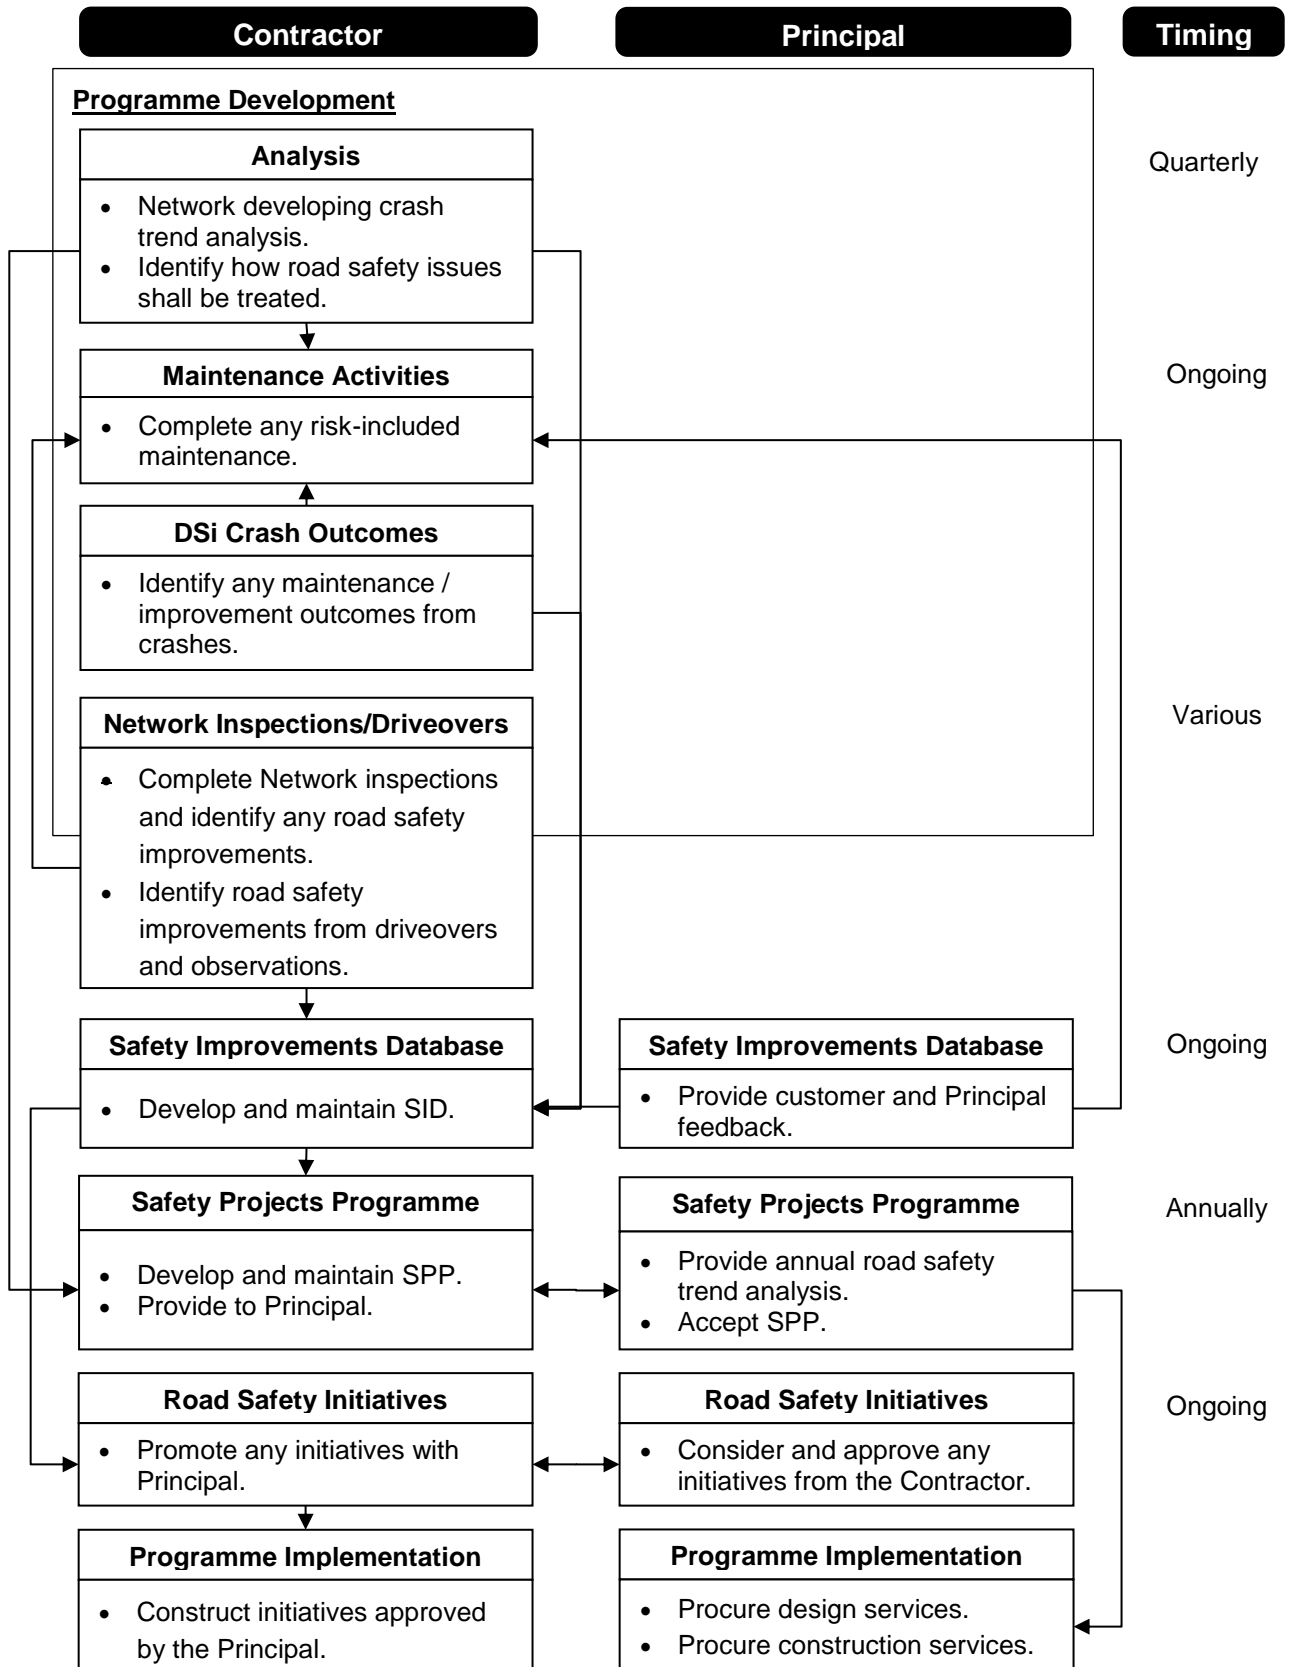 Contractor
Principal
Timing
Programme Development
Analysis
Quarterly
• Network developing crash
trend analysis.
• Identify how road safety issues
shall be treated.
Maintenance Activities
Ongoing
• Complete any risk-included
maintenance.
DSi Crash Outcomes
• Identify any maintenance /
improvement outcomes from
crashes.
Network Inspections/Driveovers
Various
• Complete Network inspections
and identify any road safety
improvements.
• Identify road safety
improvements from driveovers
and observations.
Safety Improvements Database
• Develop and maintain SID.
Safety Improvements Database
• Provide customer and Principal
feedback.
Ongoing
Safety Projects Programme
• Develop and maintain SPP.
• Provide to Principal.
Safety Projects Programme
• Provide annual road safety
trend analysis.
• Accept SPP.
Annually
Road Safety Initiatives
• Promote any initiatives with
Principal.
Road Safety Initiatives
• Consider and approve any
initiatives from the Contractor.
Ongoing
Programme Implementation
• Construct initiatives approved
by the Principal.
Programme Implementation
• Procure design services.
• Procure construction services.